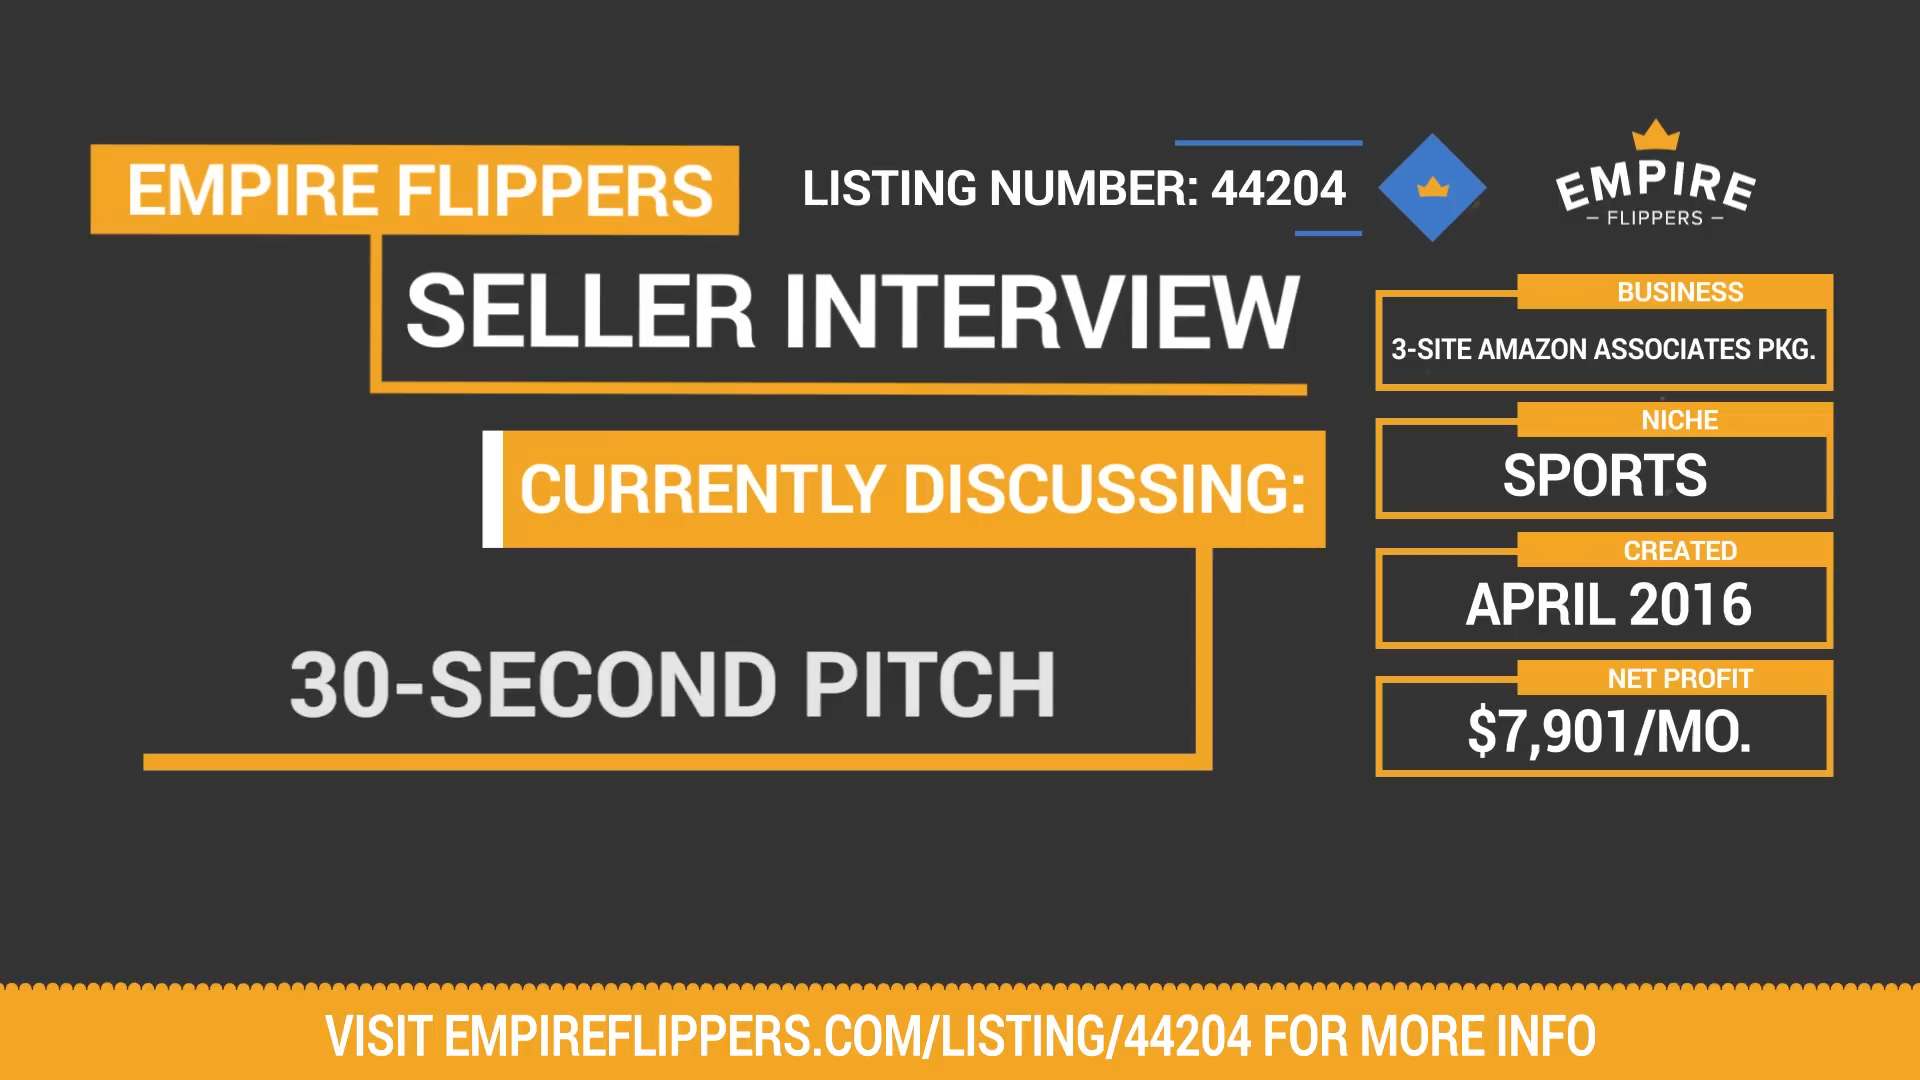 EMPIRE FLIPPERS
SELLER INTERVIEW
LISTING NUMBER: 44204
EMPIRE
FLIPPERS
CURRENTLY DISCUSSING:
30-SECOND PITCH
BUSINESS
3-SITE AMAZON ASSOCIATES PKG.
NICHE
SPORTS
CREATED
APRIL 2016
NET PROFIT
$7,901/MO.
VISIT EMPIREFLIPPERS.COM/LISTING/44204 FOR MORE INFO